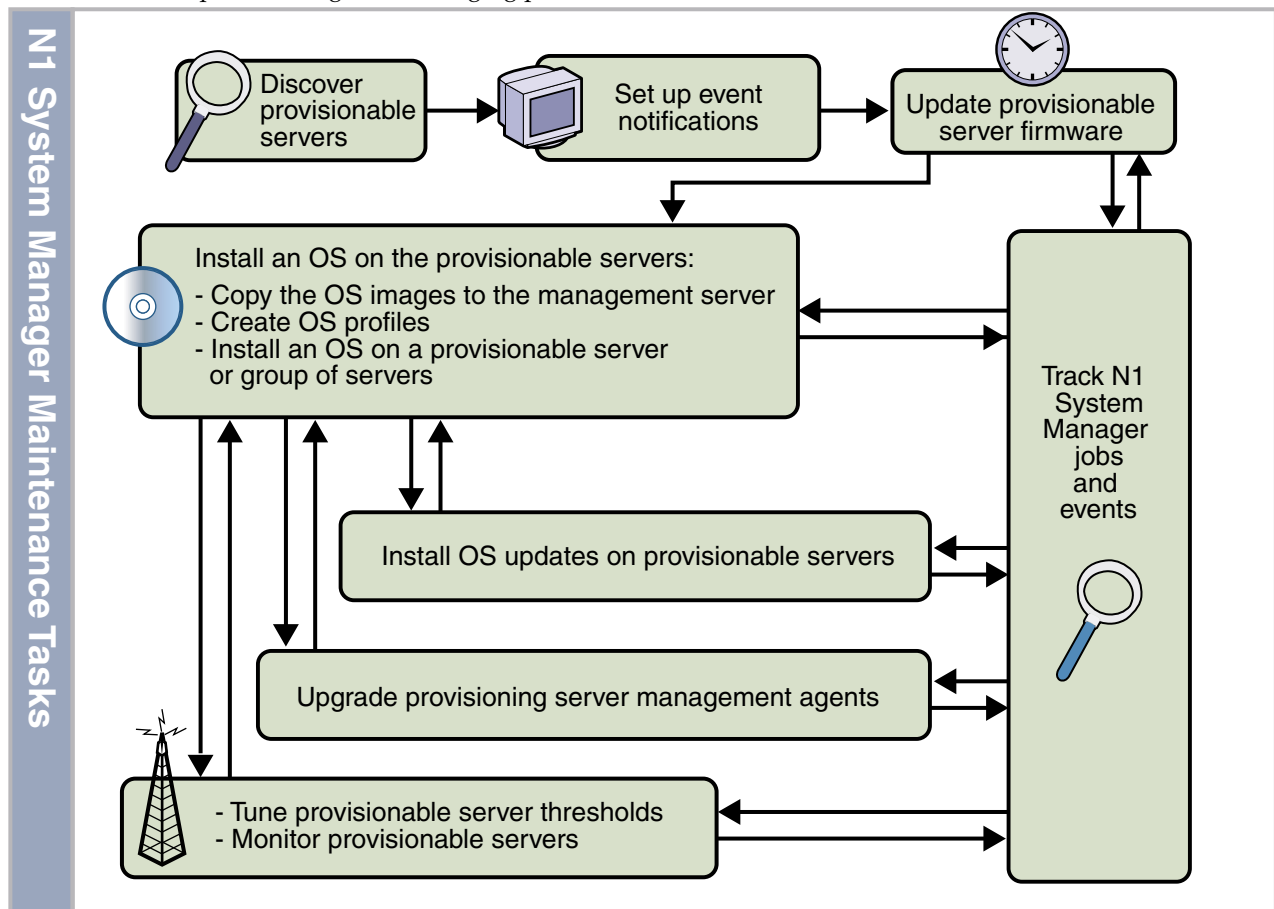 N1 System Manager Maintenance Tasks
Discover
provisionable
servers
Set up event
notifications
Update provisionable
server firmware
Install an OS on the provisionable servers:
- Copy the OS images to the management server
- Create OS profiles
- Install an OS on a provisionable server
or group of servers
Track N1
System
Manager
jobs
and
events
Install OS updates on provisionable servers
Upgrade provisioning server management agents
- Tune provisionable server thresholds
- Monitor provisionable servers